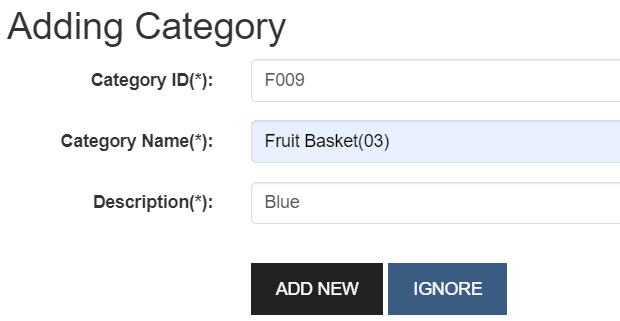 Adding Category
Category ID(*): F009
Category Name(*): Fruit Basket(03)
Description(*): Blue
ADD NEW IGNORE